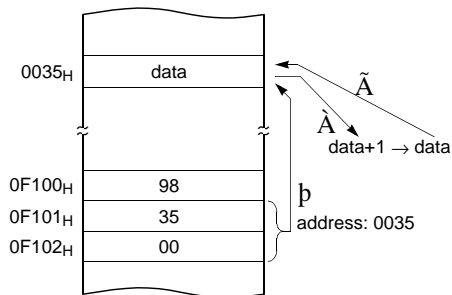 0035H data
Ã
À
data+1 → data
0F100H 98
þ
0F101H 35
address: 0035
0F102H 00